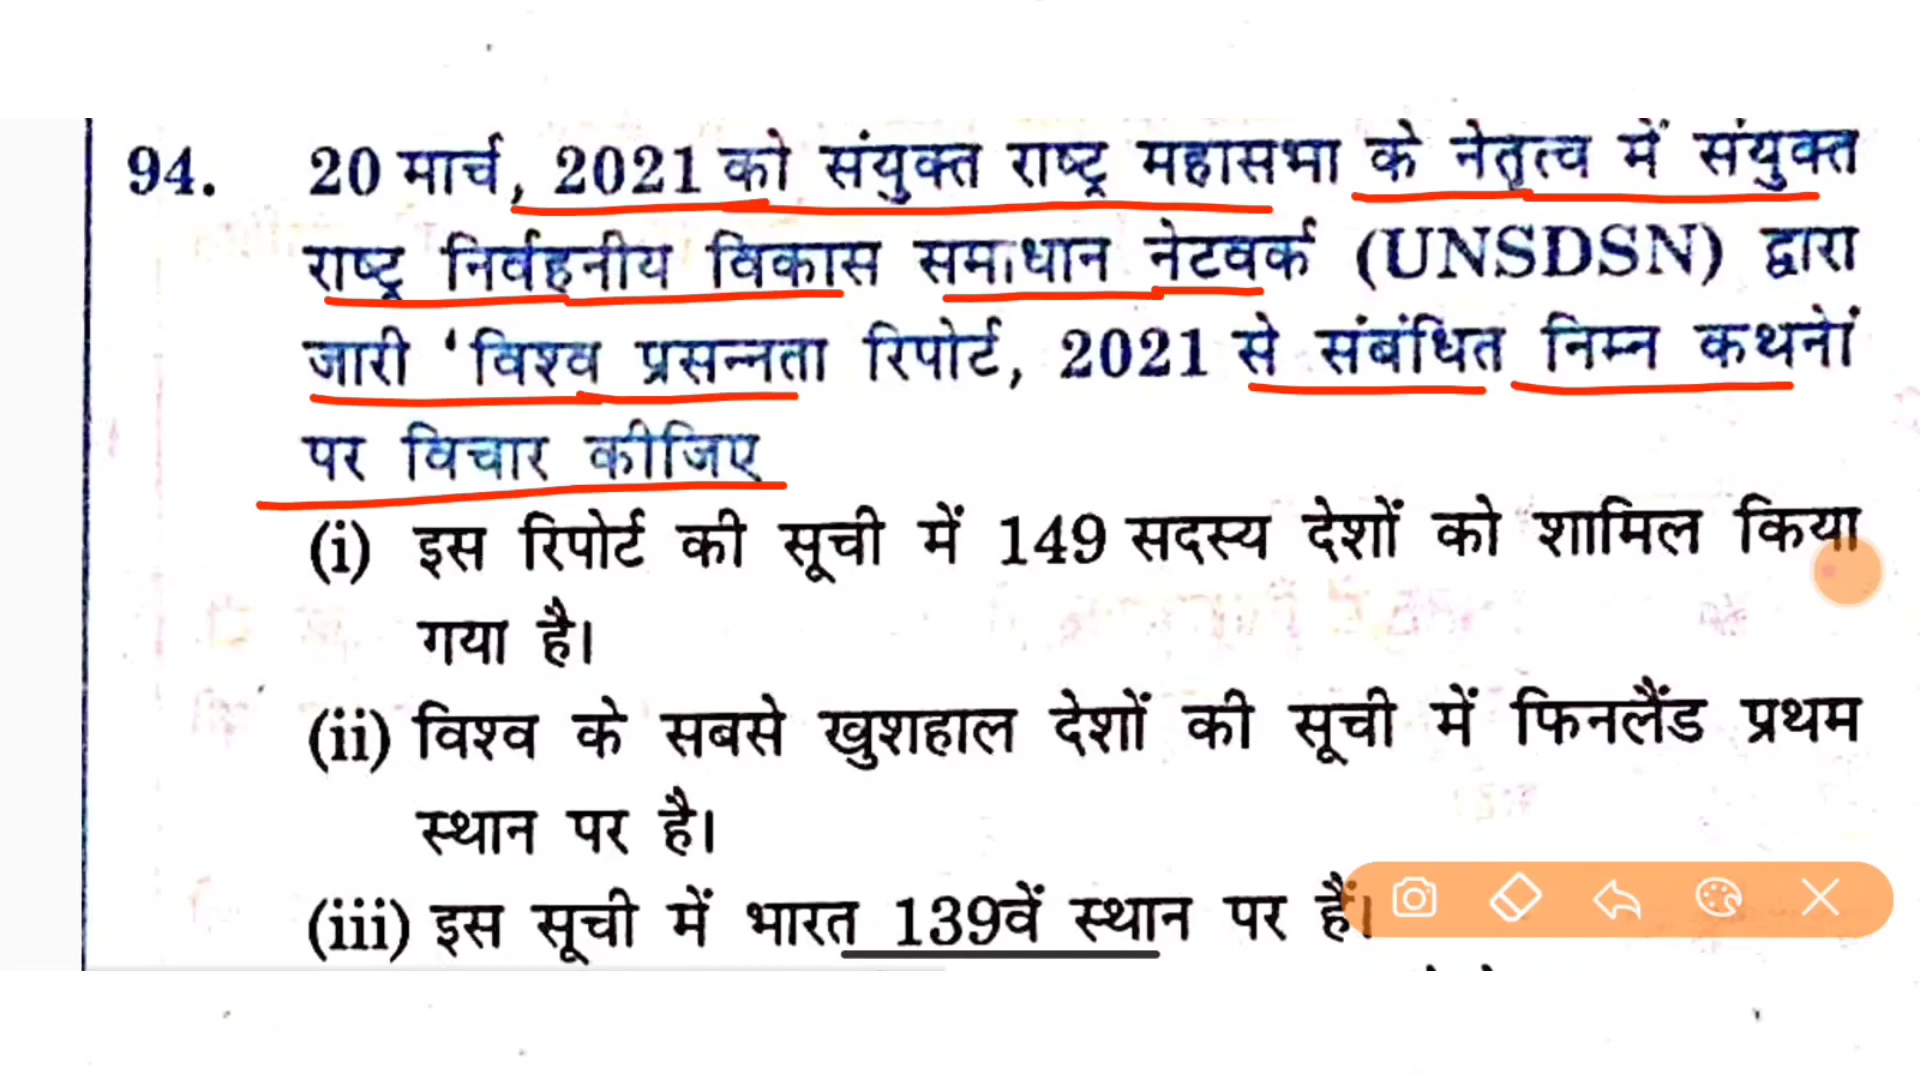 94. 20 मार्च, 2021 को संयुक्त राष्ट्र महासभा के नेतृत्व में संयुक्त
राष्ट्र निर्वहनीय विकास समाधान नेटवर्क (UNSDSN) द्वारा
जारी 'विश्व प्रसन्नता रिपोर्ट, 2021 से संबंधित निम्न कथनों
पर विचार कीजिए
(i) इस रिपोर्ट की सूची में 149 सदस्य देशों को शामिल किया
गया है।
(ii) विश्व के सबसे खुशहाल देशों की सूची में फिनलैंड प्रथम
स्थान पर है।
(iii) इस सूची में भारत 139वें स्थान पर हैं।